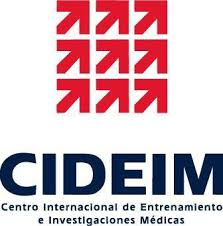 CIDEIM
Centro Internacional de Entrenamiento
e Investigaciones Médicas